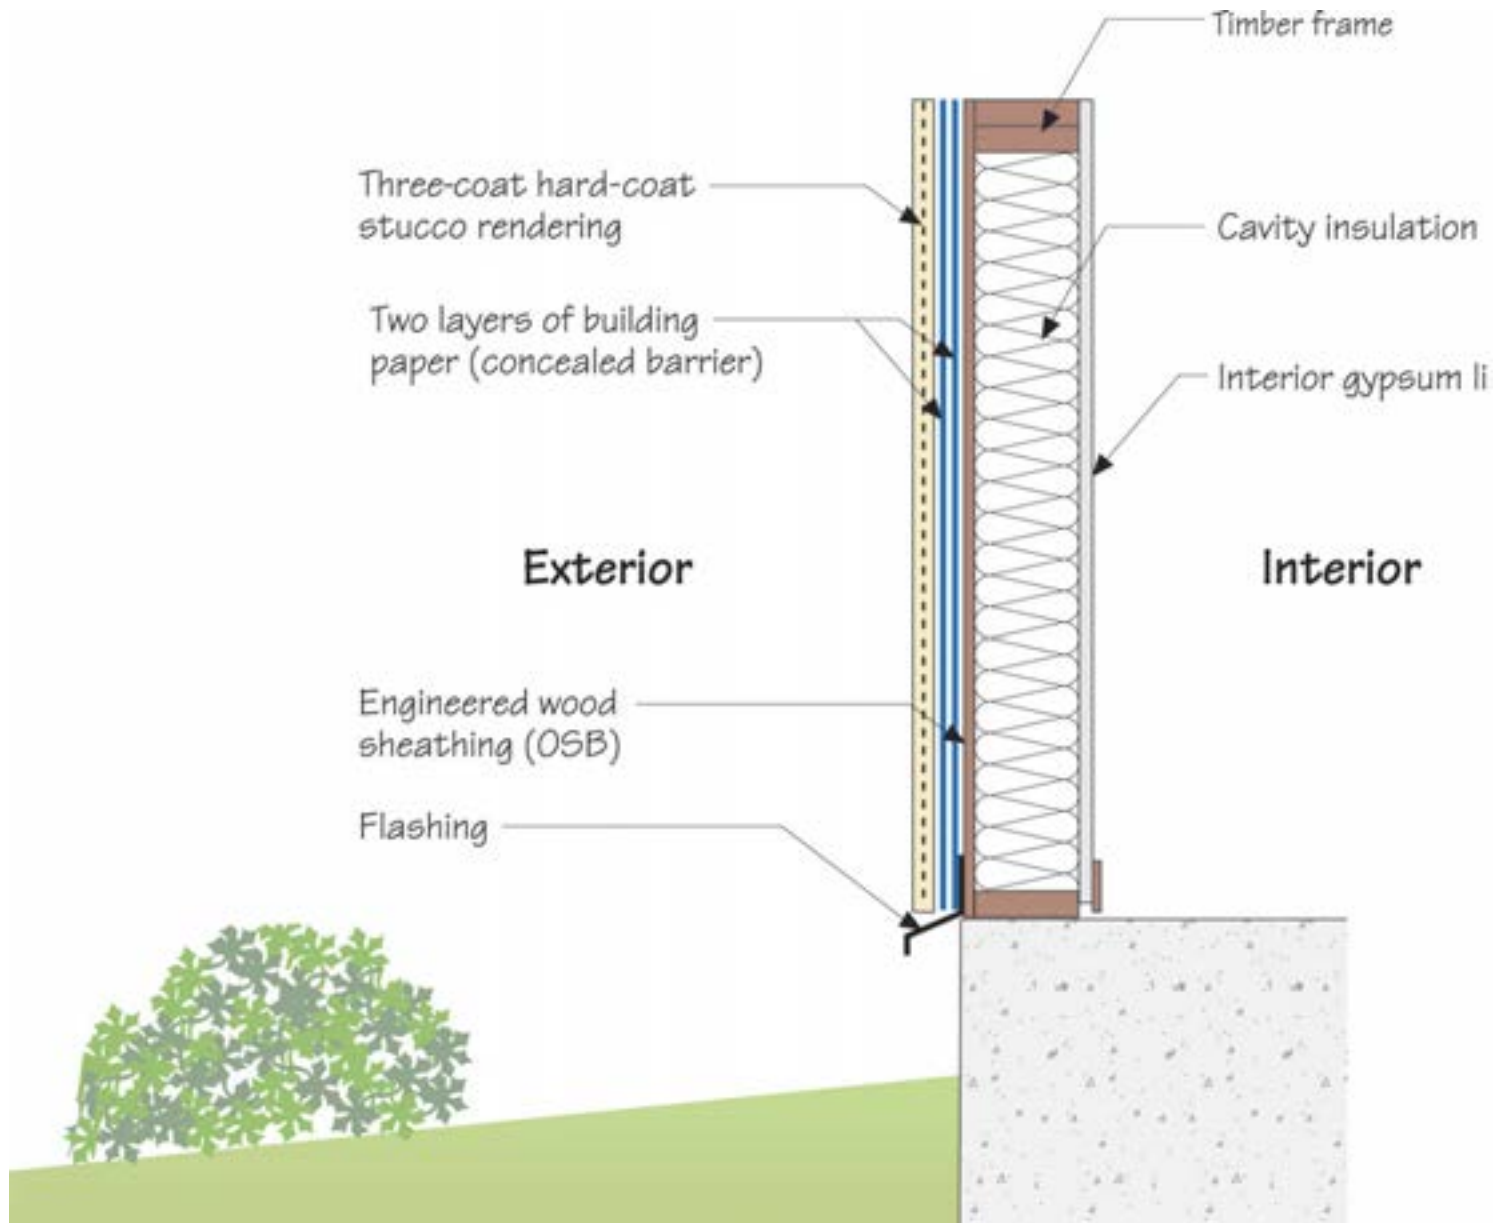 Timber frame
Three-coat hard-coat
stucco rendering
Cavity insulation
Two layers of building
paper (concealed barrier)
Interior gypsum li
Exterior
Interior
Engineered wood
sheathing (OSB)
Flashing